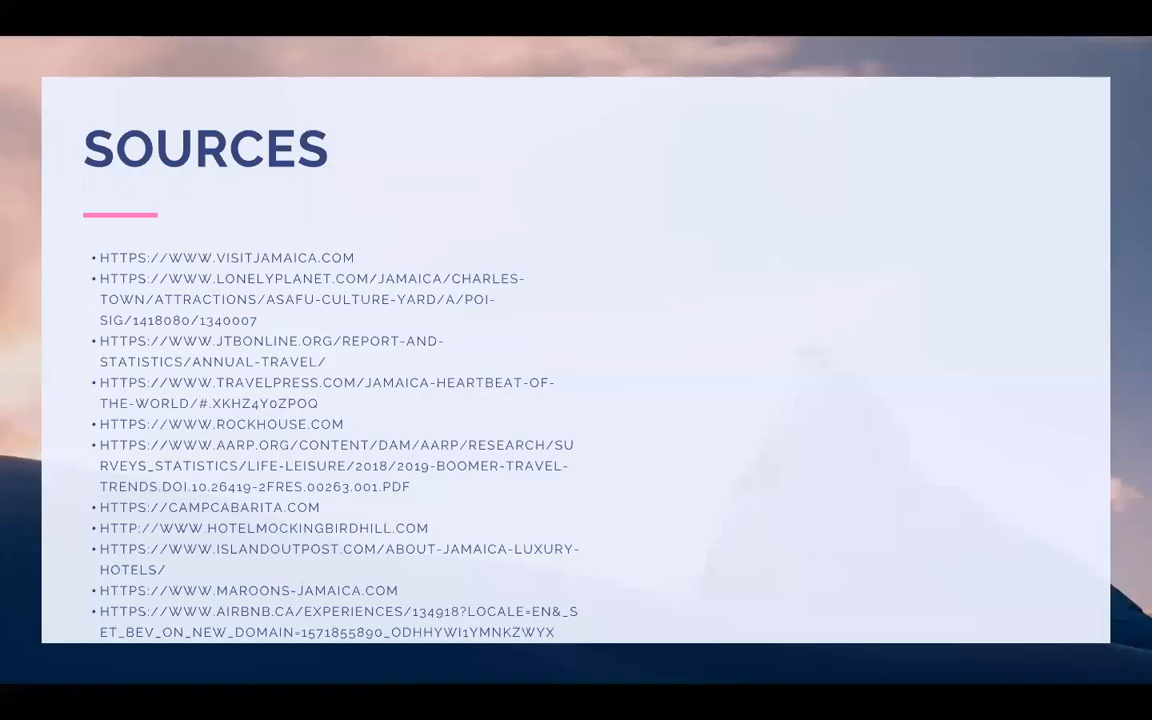 SOURCES
• HTTPS://WWW.VISITJAMAICA.COM
• HTTPS://WWW.LONELYPLANET.COM/JAMAICA/CHARLES-
TOWN/ATTRACTIONS/ASAFU-CULTURE-YARD/A/POI-
SIG/1418080/1340007
• HTTPS://WWW.JTBONLINE.ORG/REPORT-AND-
STATISTICS/ANNUAL-TRAVEL/
• HTTPS://WWW.TRAVELPRESS.COM/JAMAICA-HEARTBEAT-OF-
THE-WORLD/#.XKHZ4Y0ZPOQ
• HTTPS://WWW.ROCKHOUSE.COM
• HTTPS://WWW.AARP.ORG/CONTENT/DAM/AARP/RESEARCH/SU
RVEYS_STATISTICS/LIFE-LEISURE/2018/2019-BOOMER-TRAVEL-
TRENDS.DOI.10.26419-2FRES.00263.001.PDF
• HTTPS://CAMPCABARITA.COM
• HTTP://WWW.HOTELMOCKINGBIRDHILL.COM
• HTTPS://WWW.ISLANDOUTPOST.COM/ABOUT-JAMAICA-LUXURY-
HOTELS/
• HTTPS://WWW.MAROONS-JAMAICA.COM
• HTTPS://WWW.AIRBNB.CA/EXPERIENCES/134918?LOCALE=EN&_S
ET_BEV_ON_NEW_DOMAIN=1571855890_ODHHYWI1YMNKZWYX